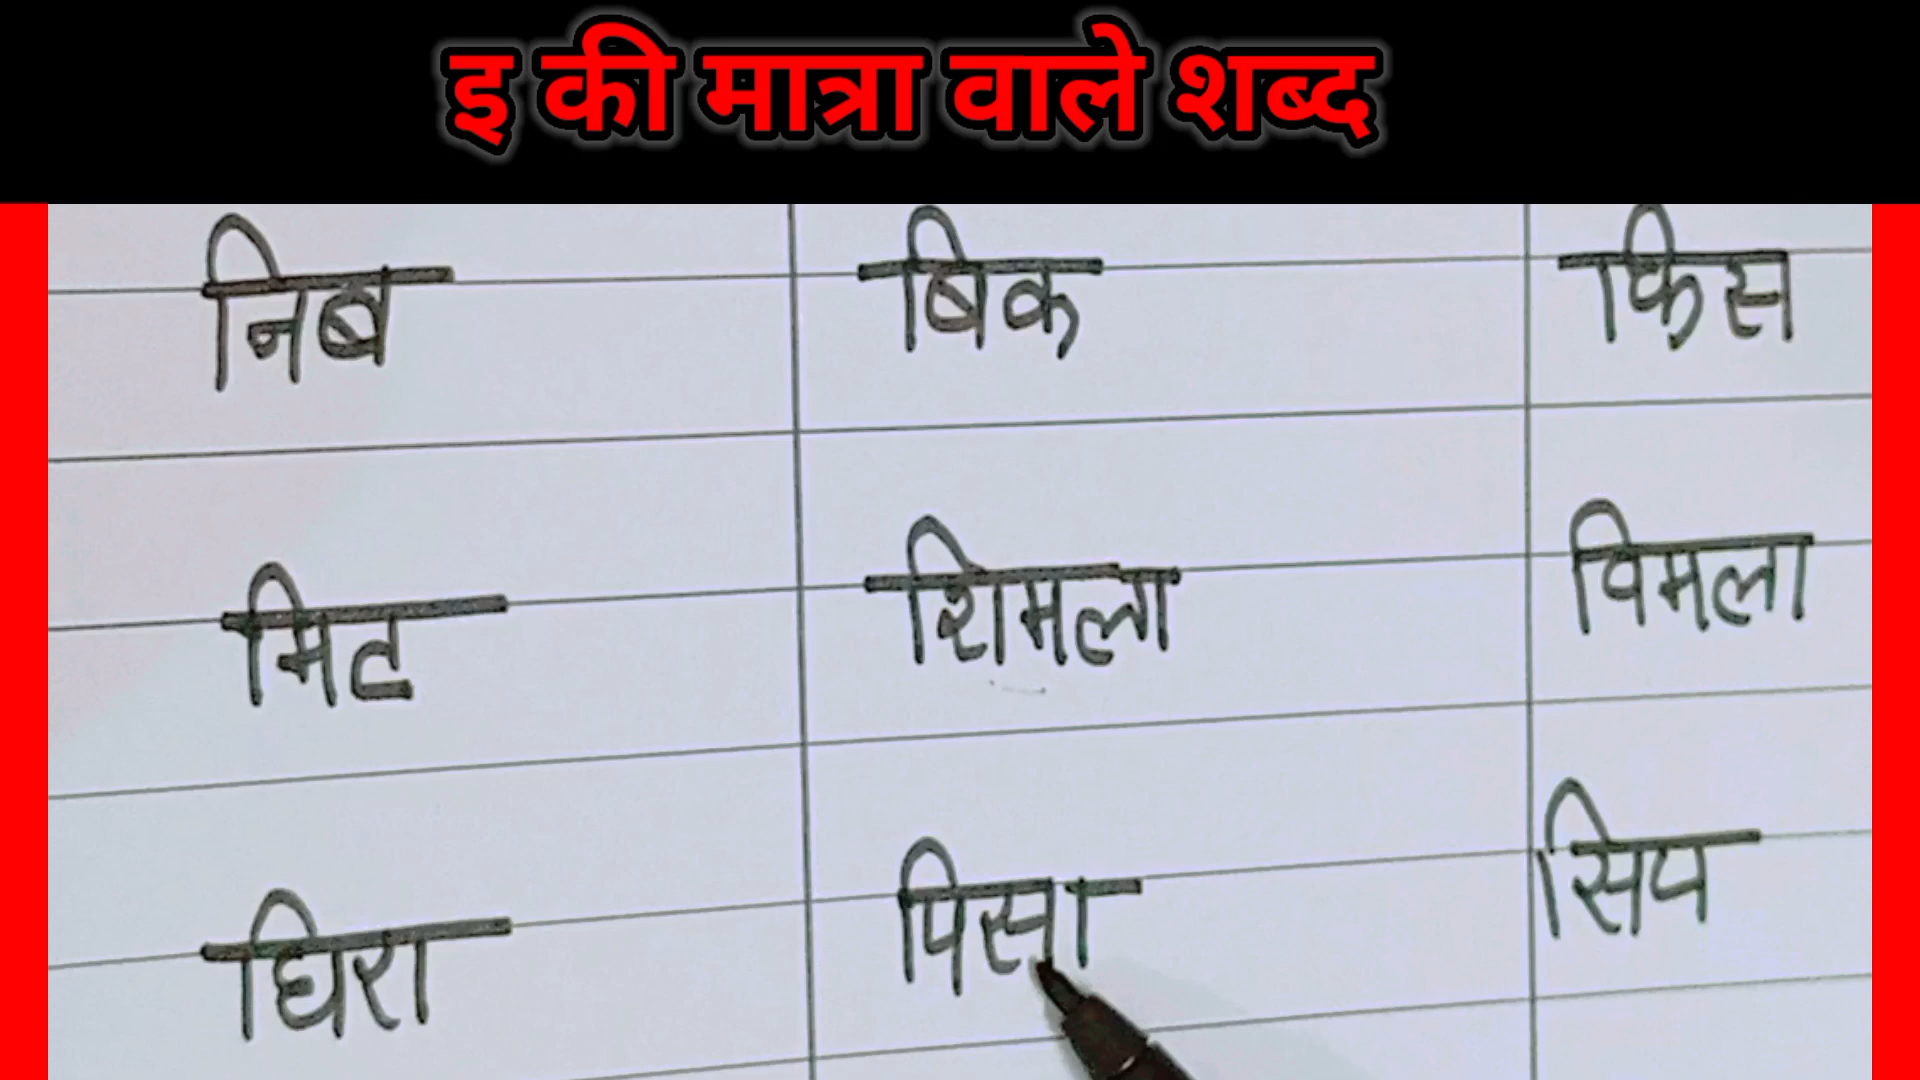 इ की मात्रा वाले शब्द
निब बिक किस
मिट शिमला विमला
घिरा पिसा सिय